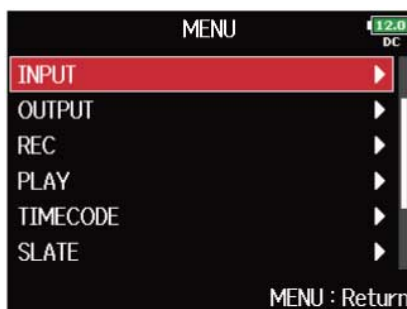 MENU
12.0
DC
INPUT
OUTPUT
REC
PLAY
TIMECODE
SLATE
MENU : Return